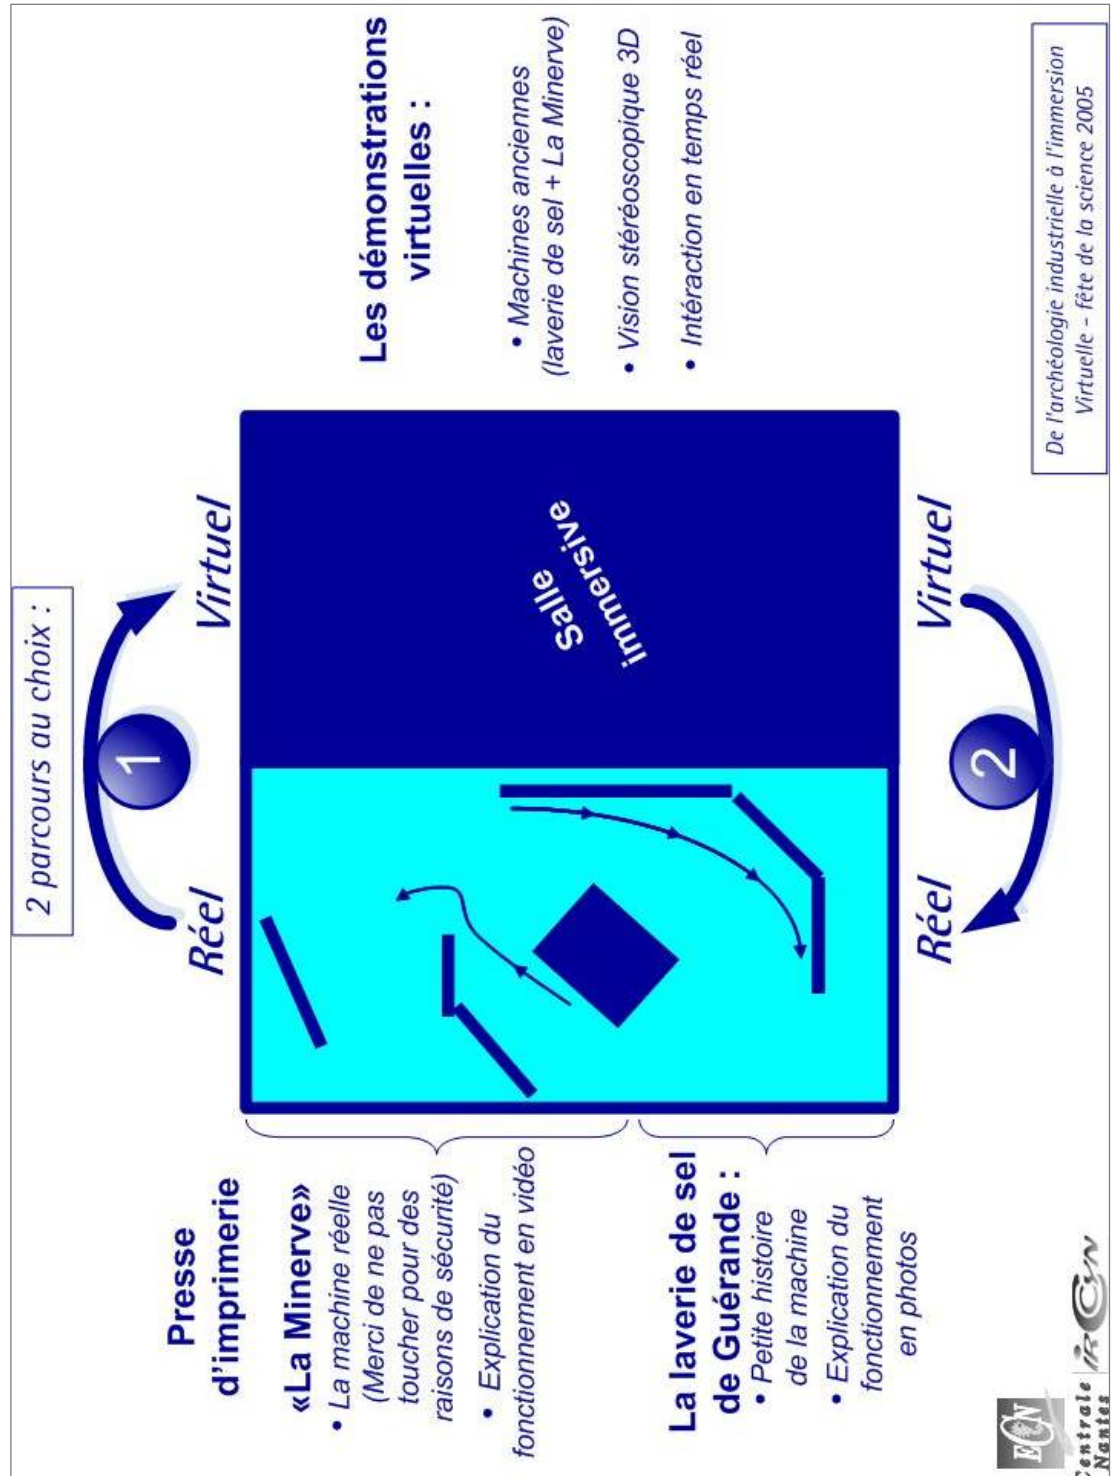 2 parcours au choix :
1
Réel
Virtuel
Presse
d'imprimerie
«La Minerve»
• La machine réelle
(Merci de ne pas
toucher pour des
raisons de sécurité)
• Explication du
fonctionnement en vidéo
La laverie de sel
de Guérande :
• Petite histoire
de la machine
• Explication du
fonctionnement
en photos
Salle
immersive
Les démonstrations
virtuelles :
• Machines anciennes
(laverie de sel + La Minerve)
• Vision stéréoscopique 3D
• Intéraction en temps réel
Réel
Virtuel
2
ECN
Centrale
Nantes
IRCCyN
De l'archéologie industrielle à l'immersion
Virtuelle - fête de la science 2005